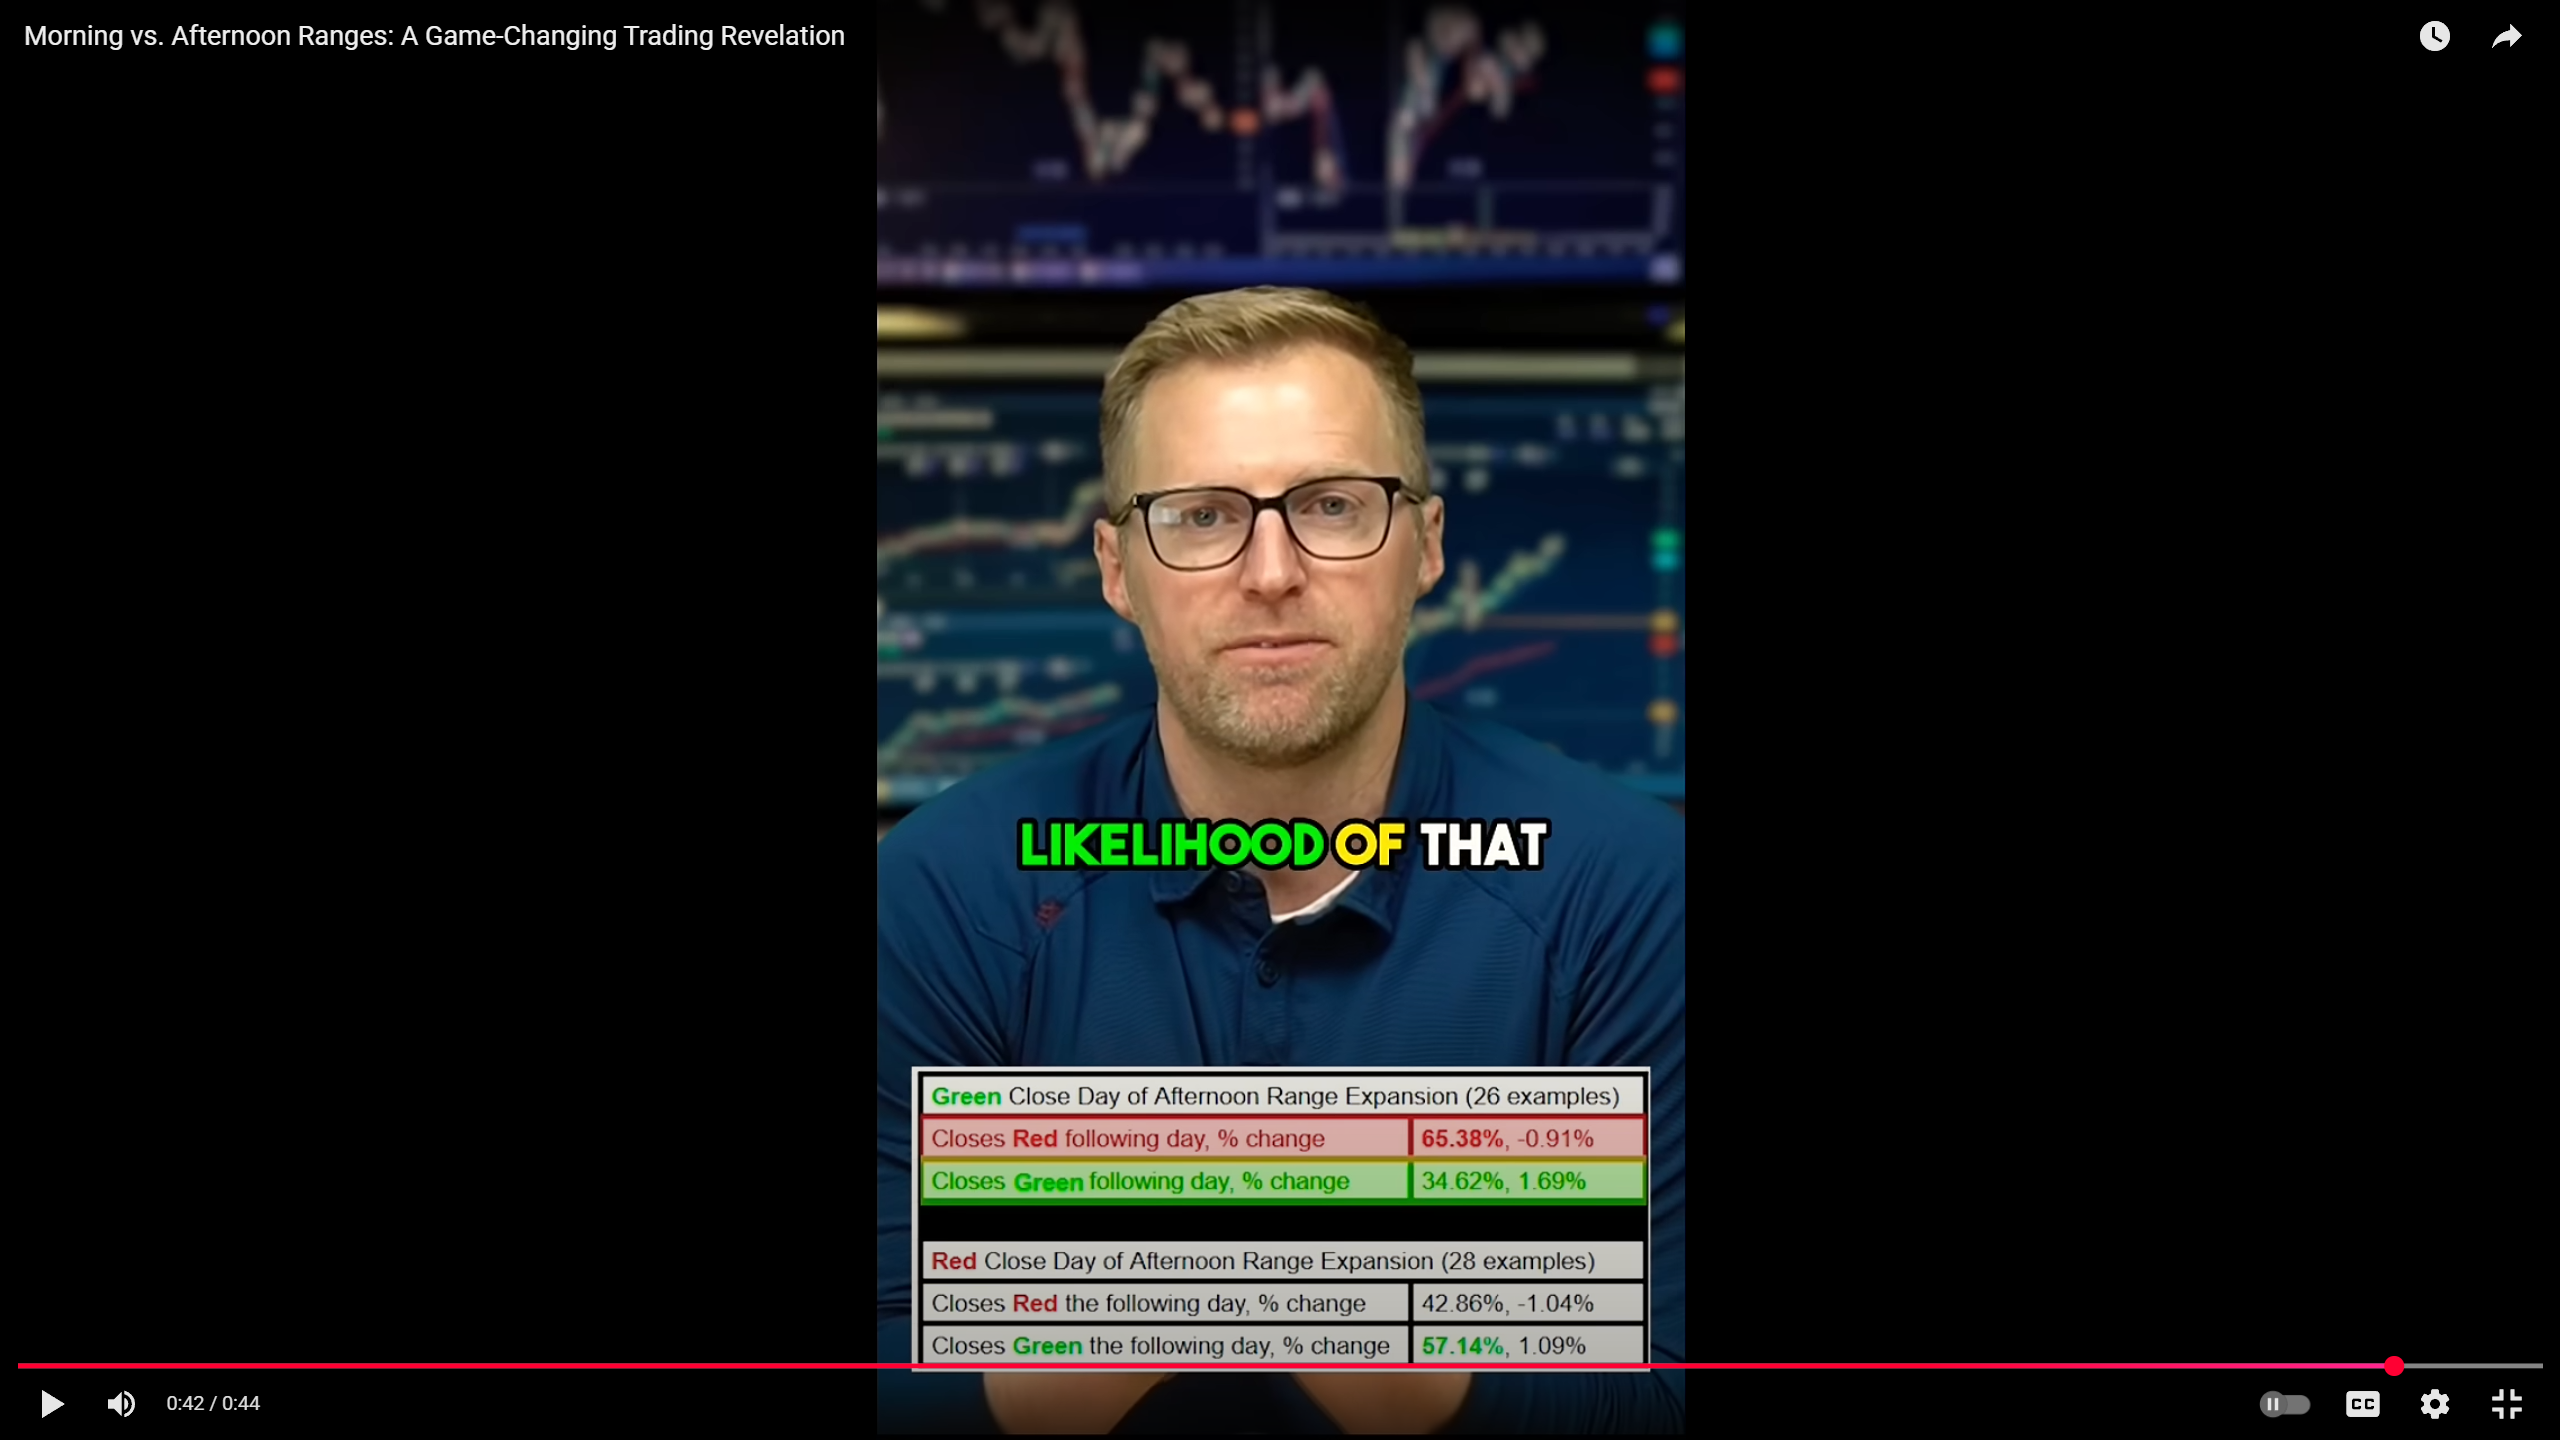 Morning vs. Afternoon Ranges: A Game-Changing Trading Revelation
LIKELIHOOD OF THAT
Green Close Day of Afternoon Range Expansion (26 examples)
Closes Red following day, % change 65.38%, -0.91%
Closes Green following day, % change 34.62%, 1.69%
Red Close Day of Afternoon Range Expansion (28 examples)
Closes Red the following day, % change 42.86%, -1.04%
Closes Green the following day, % change 57.14%, 1.09%
0:42 / 0:44
CC